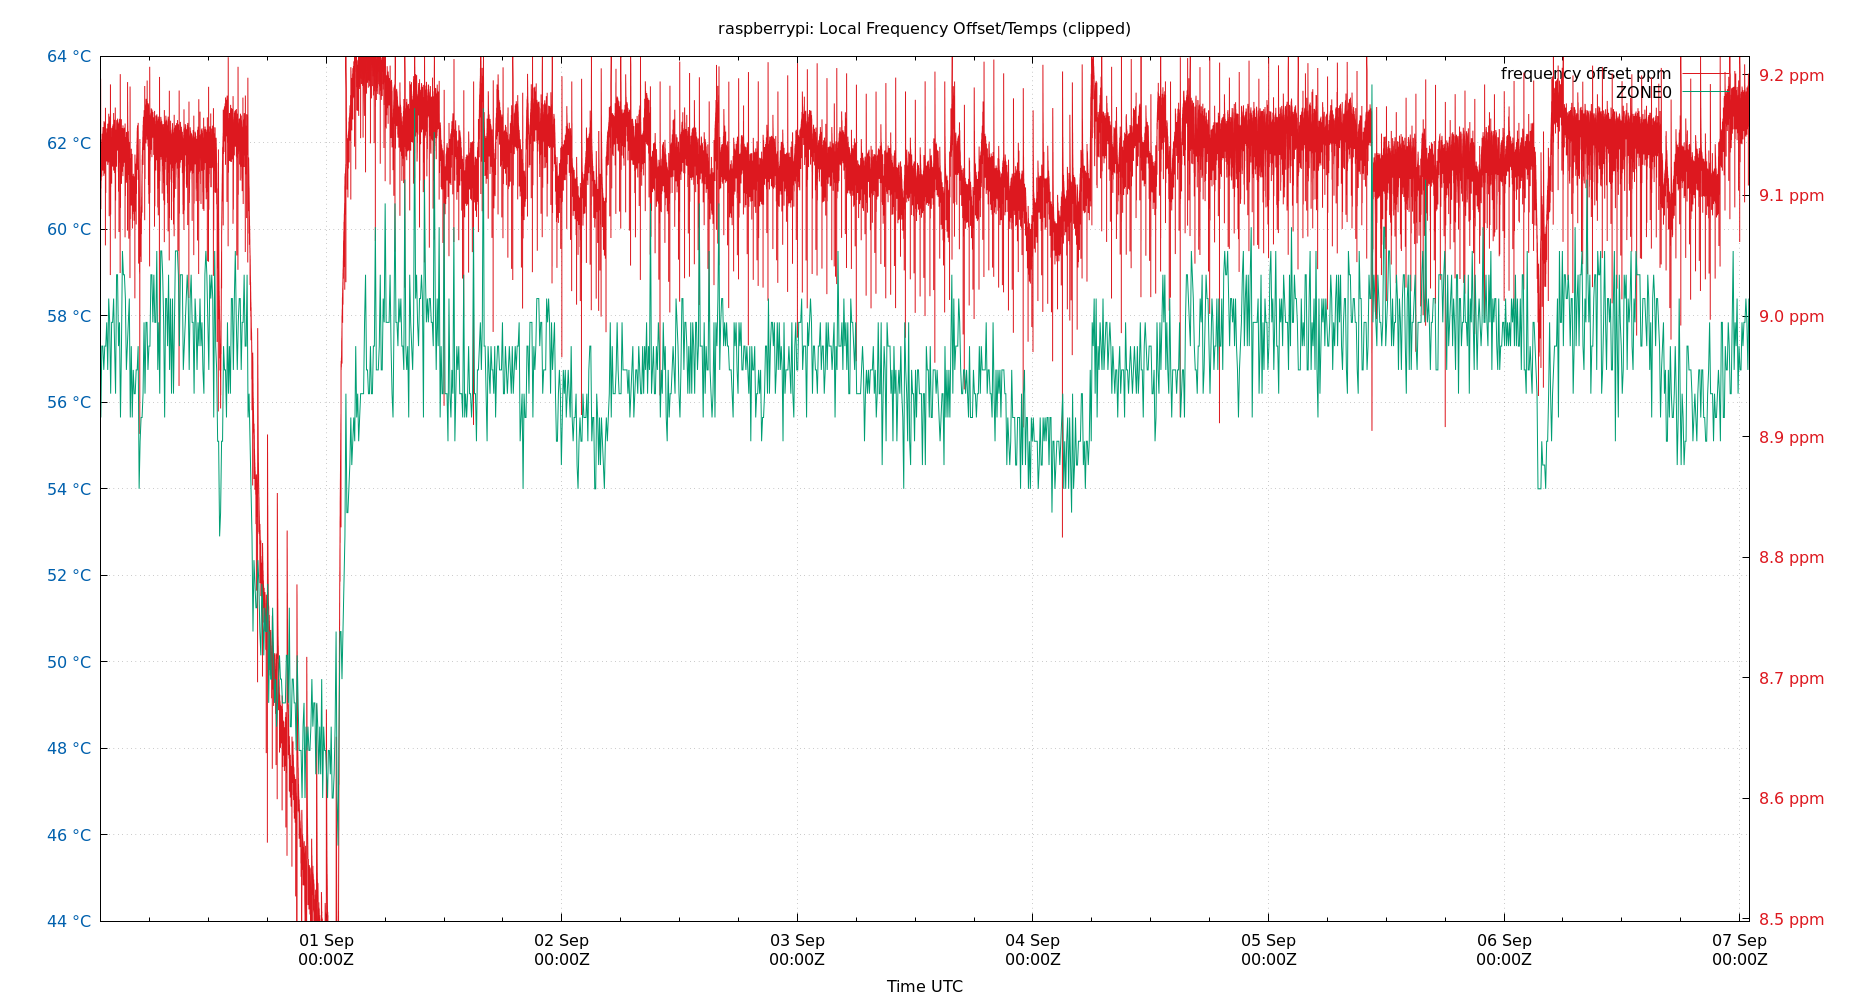 raspberrypi: Local Frequency Offset/Temps (clipped)
64 °C
62 °C
60 °C
58 °C
56 °C
54 °C
52 °C
50 °C
48 °C
46 °C
44 °C
frequency offset ppm
ZONE0
9.2 ppm
9.1 ppm
9.0 ppm
8.9 ppm
8.8 ppm
8.7 ppm
8.6 ppm
8.5 ppm
01 Sep
00:00Z
02 Sep
00:00Z
03 Sep
00:00Z
04 Sep
00:00Z
05 Sep
00:00Z
06 Sep
00:00Z
07 Sep
00:00Z
Time UTC